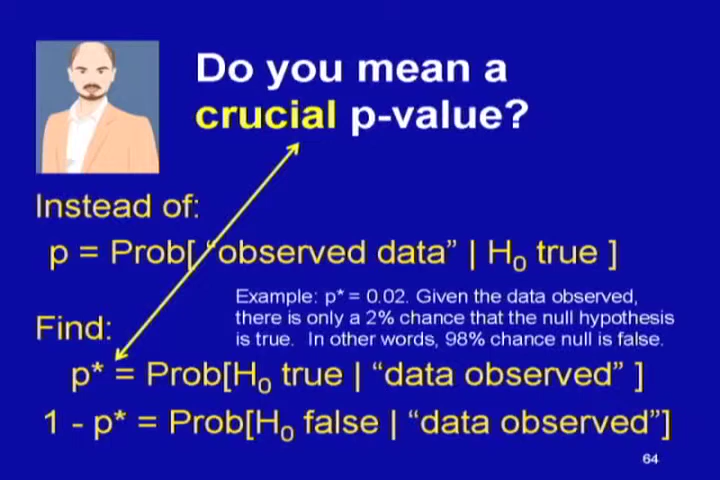 Do you mean a
crucial p-value?
Instead of:
p = Prob[ “observed data” | H₀ true ]
Example: p* = 0.02. Given the data observed,
there is only a 2% chance that the null hypothesis
is true. In other words, 98% chance null is false.
Find:
p* = Prob[H₀ true | “data observed” ]
1 - p* = Prob[H₀ false | “data observed”]
64